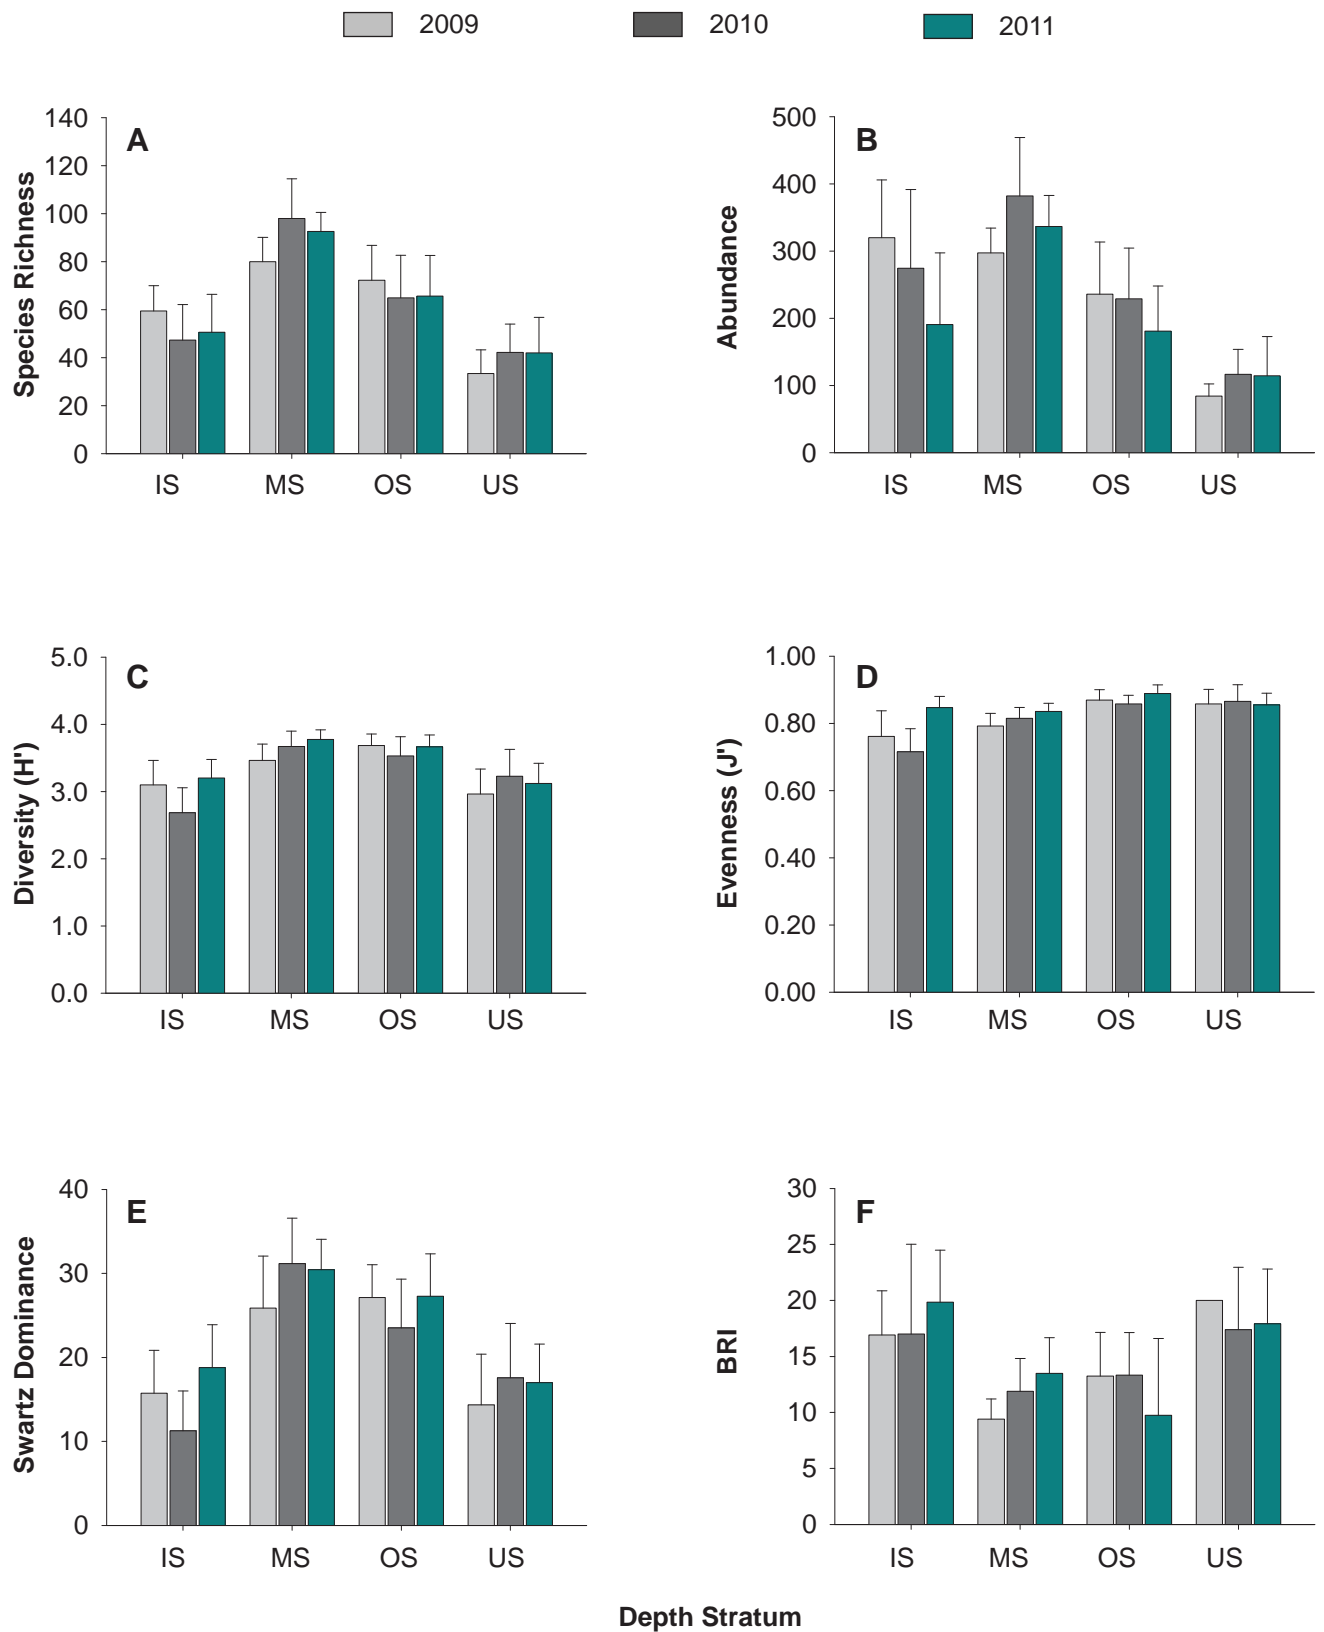 2009 2010 2011
A
Species Richness
140
120
100
80
60
40
20
0
IS MS OS US
B
Abundance
500
400
300
200
100
0
IS MS OS US
C
Diversity (H')
5.0
4.0
3.0
2.0
1.0
0.0
IS MS OS US
D
Evenness (J')
1.00
0.80
0.60
0.40
0.20
0.00
IS MS OS US
E
Swartz Dominance
40
30
20
10
0
IS MS OS US
F
BRI
30
25
20
15
10
5
0
IS MS OS US
Depth Stratum